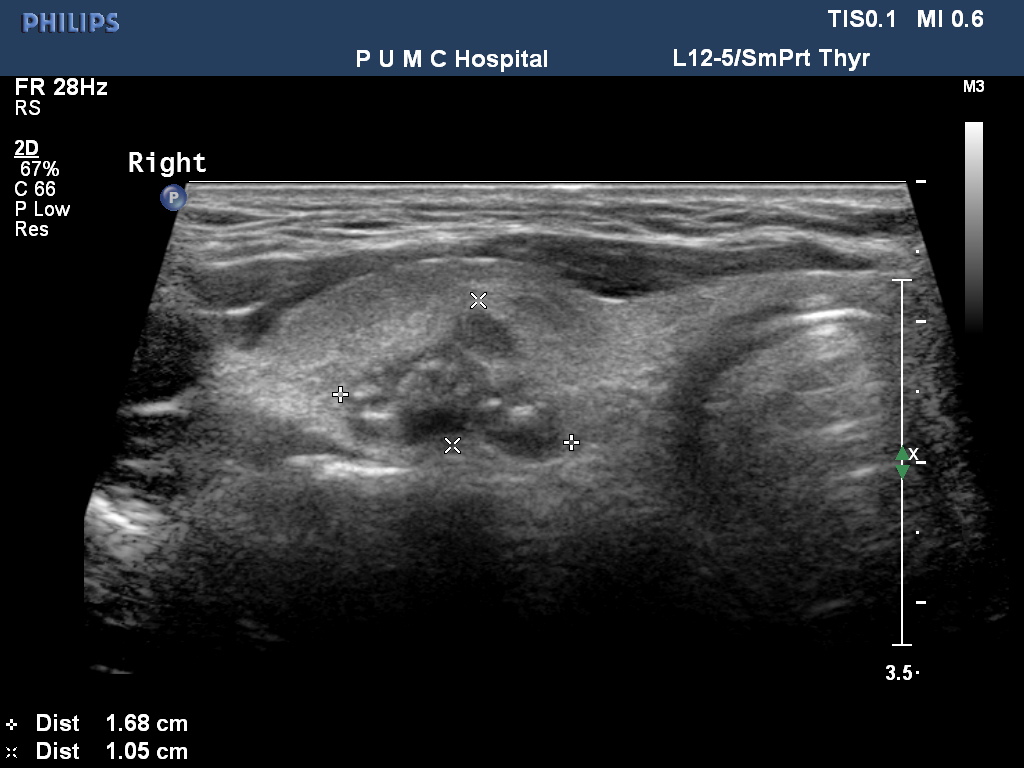 PHILIPS
TIS0.1 MI 0.6
P U M C Hospital
L12-5/SmPrt Thyr
FR 28Hz
RS
M3
2D
67%
C 66
P Low
Res
Right
P
X
3.5
Dist 1.68 cm
Dist 1.05 cm